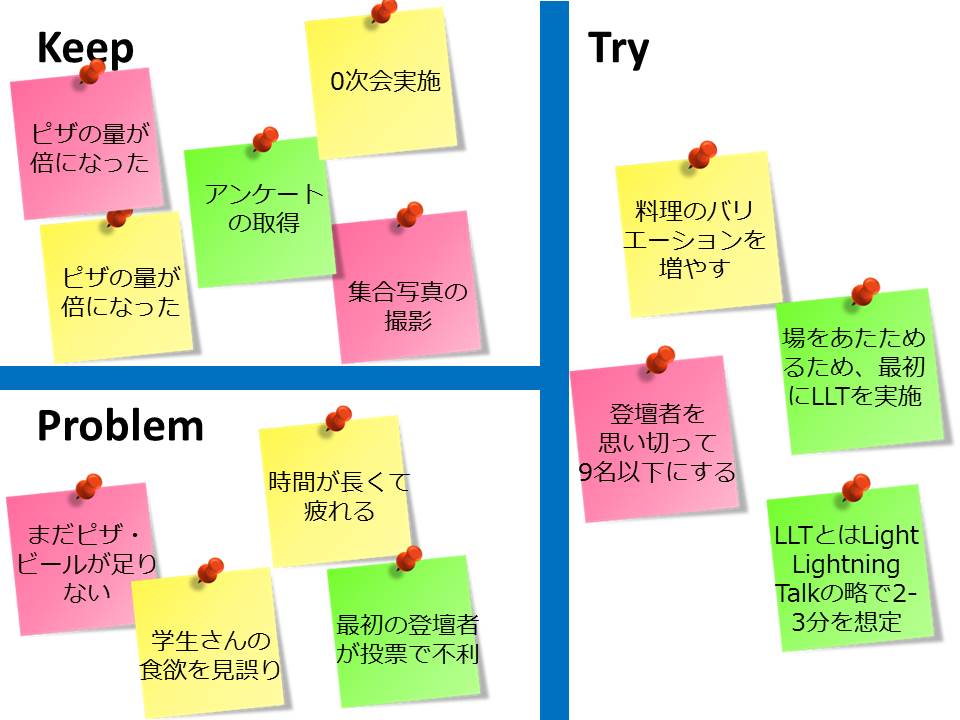 Keep
ピザの量が
倍になった
アンケート
の取得
0次会実施
ピザの量が
倍になった
集合写真の
撮影
Problem
まだピザ・
ビールが足り
ない
学生さんの
食欲を見誤り
時間が長くて
疲れる
最初の登壇者
が投票で不利
Try
料理のバリ
エーションを
増やす
場をあたため
るため、最初
にLLTを実施
登壇者を
思い切って
9名以下にする
LLTとはLight
Lightning
Talkの略で2-
3分を想定